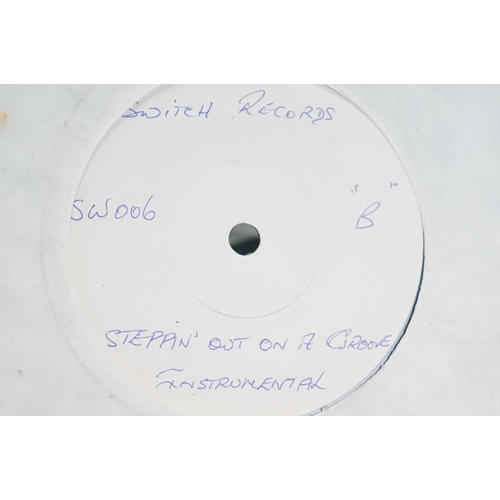 Switch Records
SW006
"B"
STEPPIN' OUT ON A GROOVE
INSTRUMENTAL